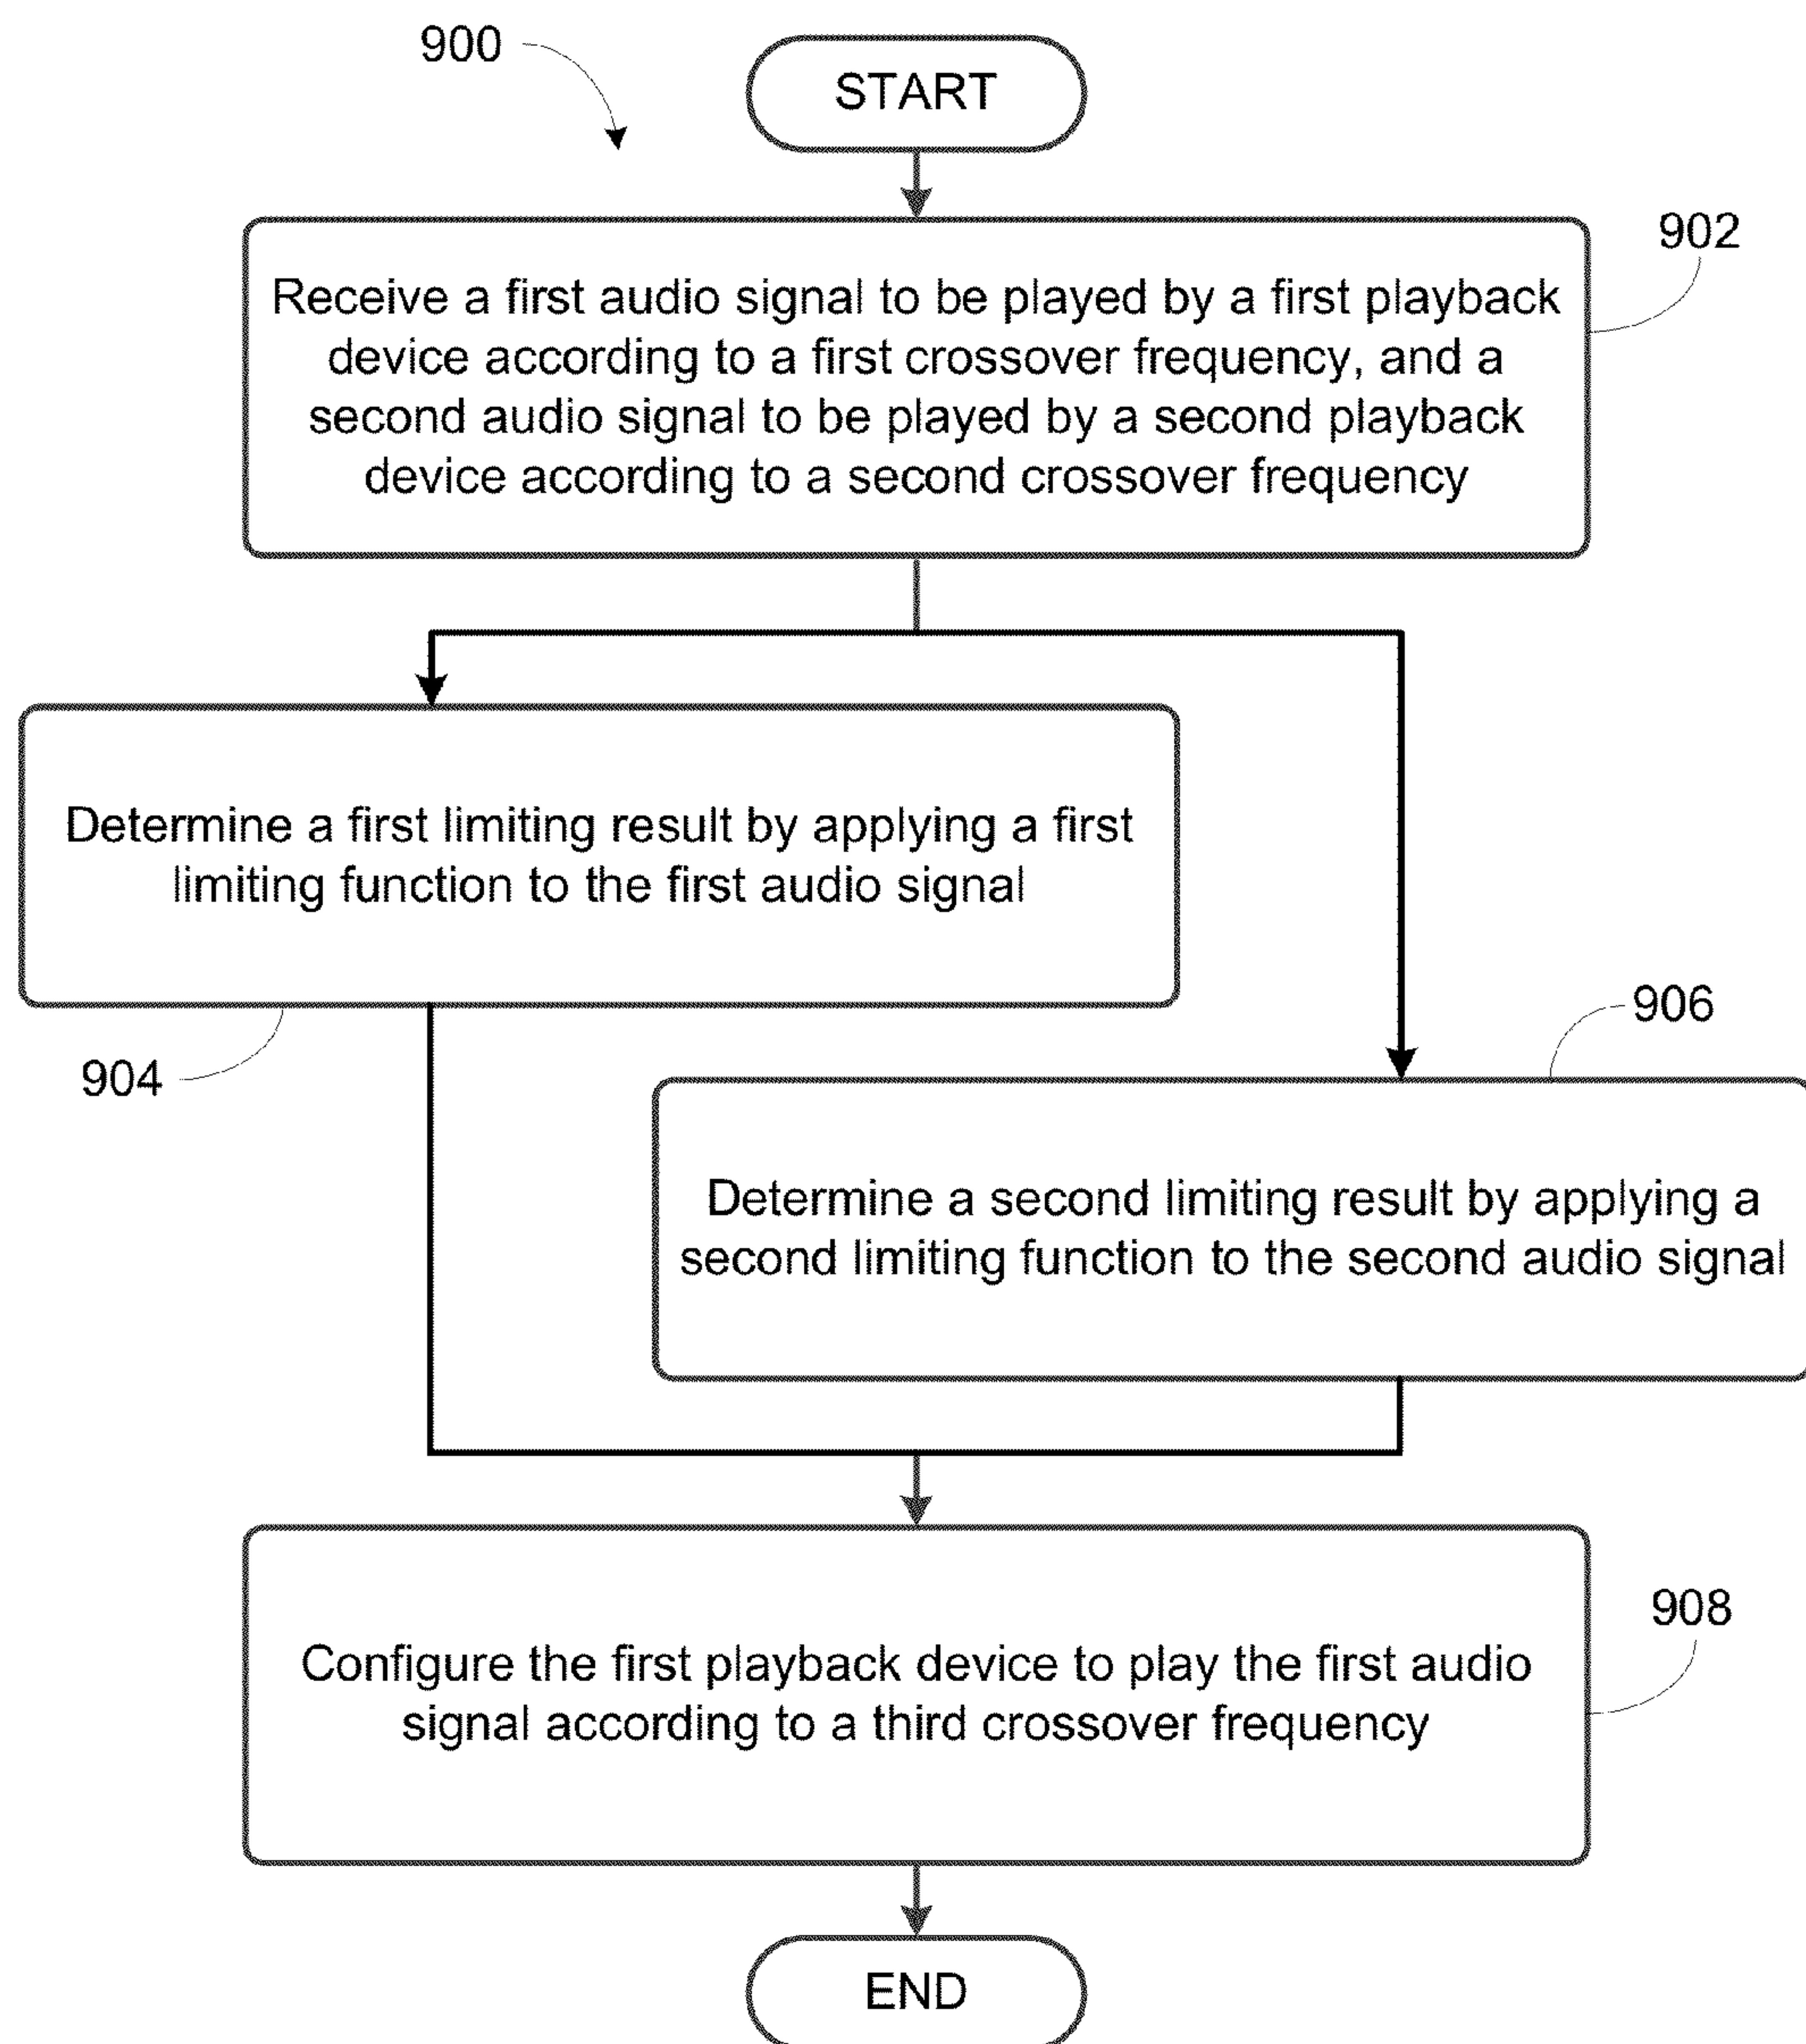 900
START
902
Receive a first audio signal to be played by a first playback
device according to a first crossover frequency, and a
second audio signal to be played by a second playback
device according to a second crossover frequency
Determine a first limiting result by applying a first
limiting function to the first audio signal
904
906
Determine a second limiting result by applying a
second limiting function to the second audio signal
908
Configure the first playback device to play the first audio
signal according to a third crossover frequency
END